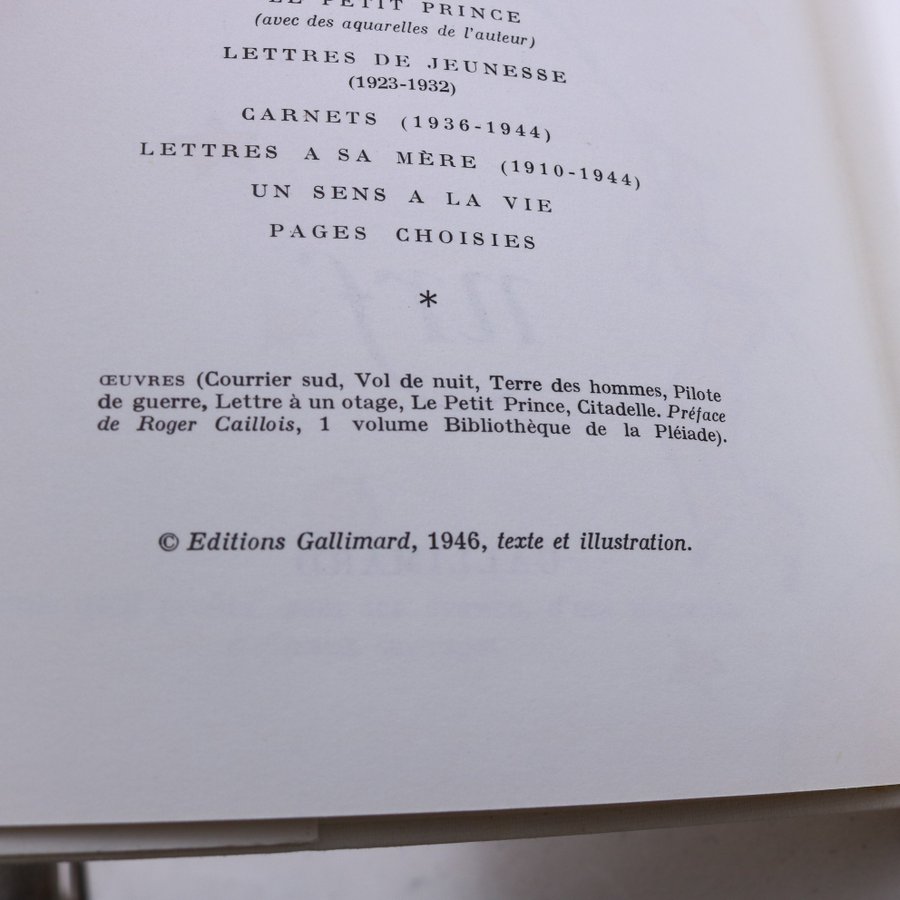 LE PETIT PRINCE
(avec des aquarelles de l'auteur)
LETTRES DE JEUNESSE
(1923-1932)
CARNETS (1936-1944)
LETTRES A SA MÈRE (1910-1944)
UN SENS A LA VIE
PAGES CHOISIES
*
ŒUVRES (Courrier sud, Vol de nuit, Terre des hommes, Pilote
de guerre, Lettre à un otage, Le Petit Prince, Citadelle. Préface
de Roger Caillois, 1 volume Bibliothèque de la Pléiade).
© Editions Gallimard, 1946, texte et illustration.